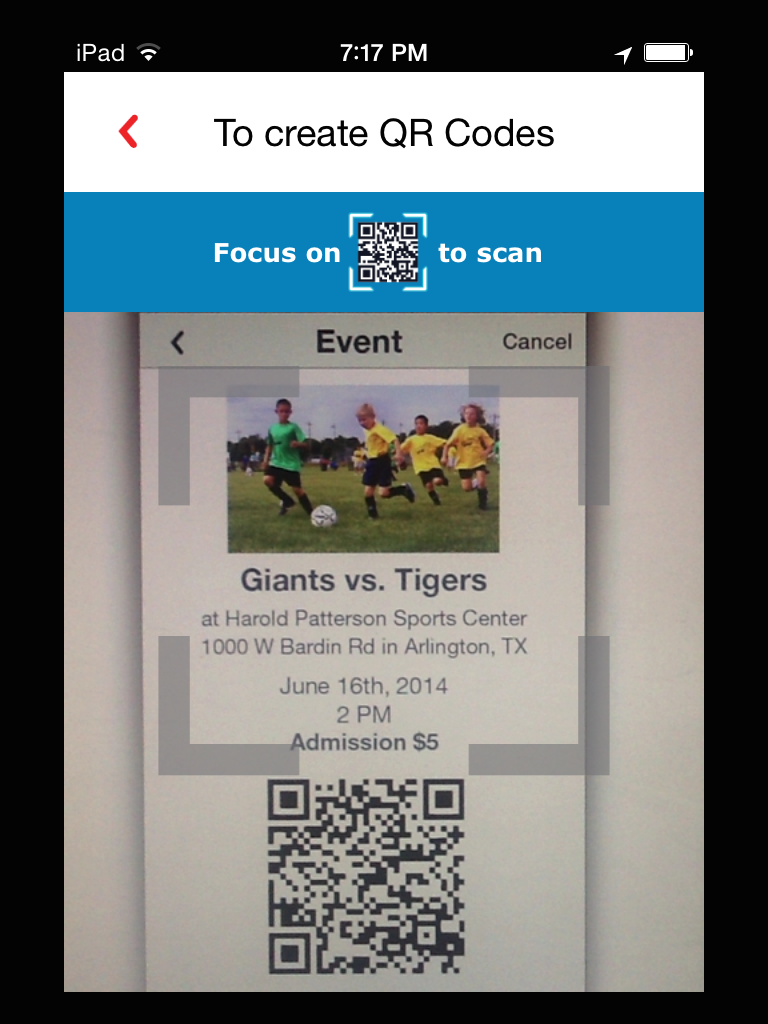 iPad 7:17 PM
To create QR Codes
Focus on to scan
Event Cancel
Giants vs. Tigers
at Harold Patterson Sports Center
1000 W Bardin Rd in Arlington, TX
June 16th, 2014
2 PM
Admission $5